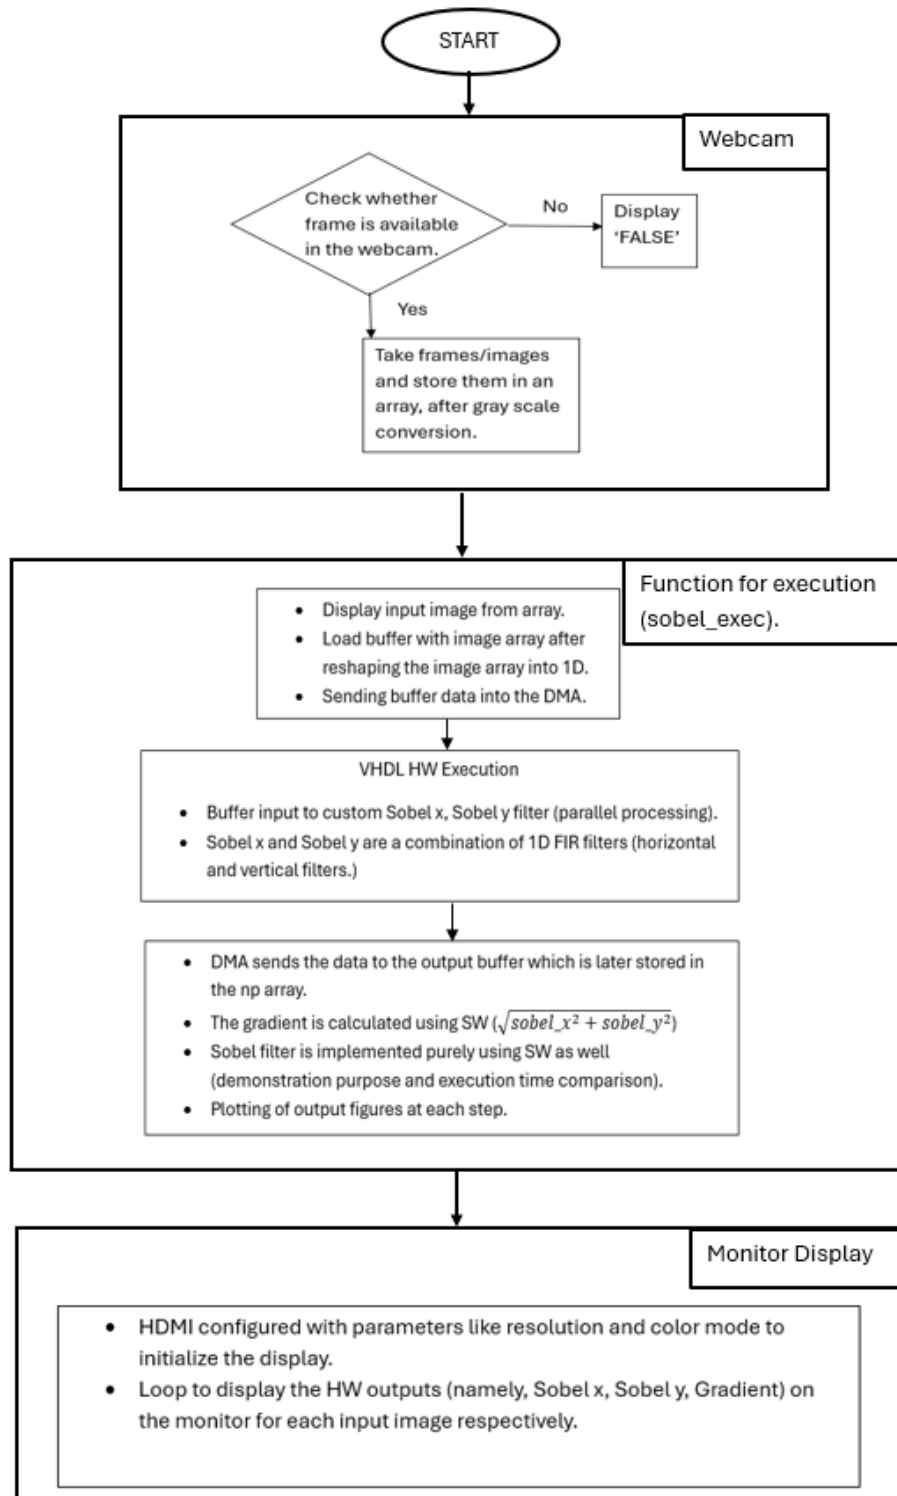 START
Webcam
Check whether
frame is available
in the webcam.
No
Display
‘FALSE’
Yes
Take frames/images
and store them in an
array, after gray scale
conversion.
Function for execution
(sobel_exec).
• Display input image from array.
• Load buffer with image array after
reshaping the image array into 1D.
• Sending buffer data into the DMA.
VHDL HW Execution
• Buffer input to custom Sobel x, Sobel y filter (parallel processing).
• Sobel x and Sobel y are a combination of 1D FIR filters (horizontal
and vertical filters.)
• DMA sends the data to the output buffer which is later stored in
the np array.
• The gradient is calculated using SW (√sobel_x² + sobel_y²)
• Sobel filter is implemented purely using SW as well
(demonstration purpose and execution time comparison).
• Plotting of output figures at each step.
Monitor Display
• HDMI configured with parameters like resolution and color mode to
initialize the display.
• Loop to display the HW outputs (namely, Sobel x, Sobel y, Gradient) on
the monitor for each input image respectively.